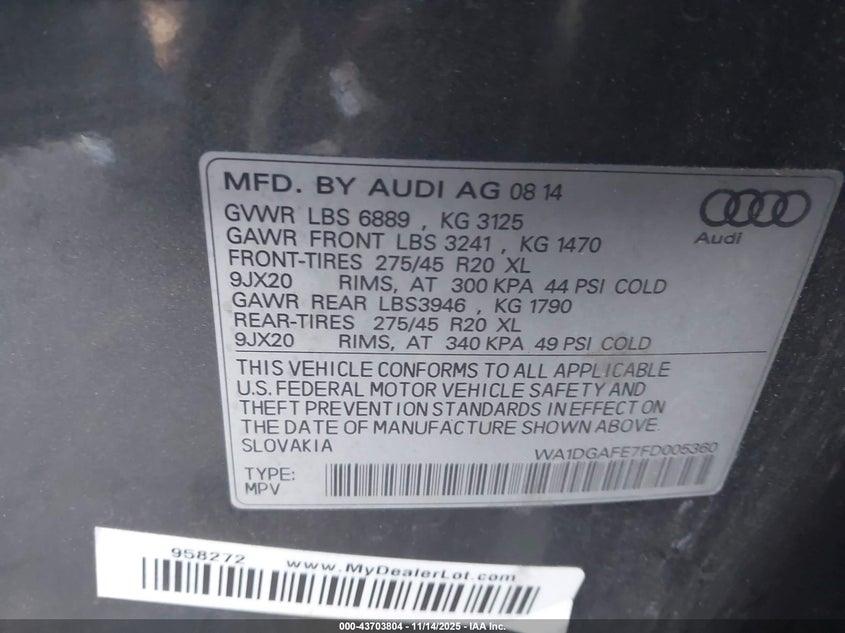 MFD. BY AUDI AG 08 14
Audi
GVWR LBS 6889 , KG 3125
GAWR FRONT LBS 3241 , KG 1470
FRONT-TIRES 275/45 R20 XL
9JX20 RIMS, AT 300 KPA 44 PSI COLD
GAWR REAR LBS3946 , KG 1790
REAR-TIRES 275/45 R20 XL
9JX20 RIMS, AT 340 KPA 49 PSI COLD
THIS VEHICLE CONFORMS TO ALL APPLICABLE
U.S. FEDERAL MOTOR VEHICLE SAFETY AND
THEFT PREVENTION STANDARDS IN EFFECT ON
THE DATE OF MANUFACTURE SHOWN ABOVE.
SLOVAKIA WA1DGAFE7FD005360
TYPE:
MPV
958272 www.MyDealerLot.com
000-43703804 - 11/14/2025 - IAA Inc.